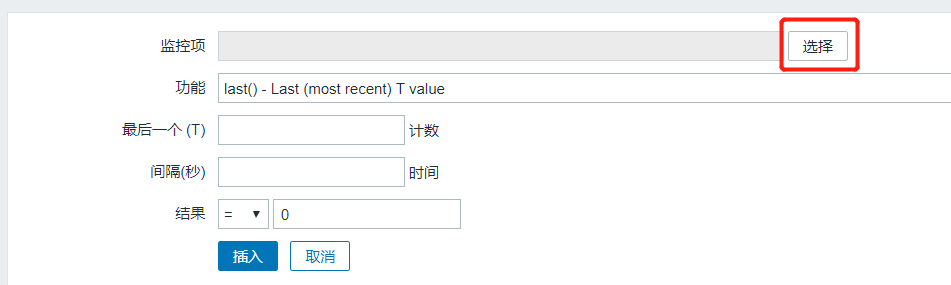 监控项 选择
功能 last() - Last (most recent) T value
最后一个 (T) 计数
间隔(秒) 时间
结果 = ▼ 0
插入 取消